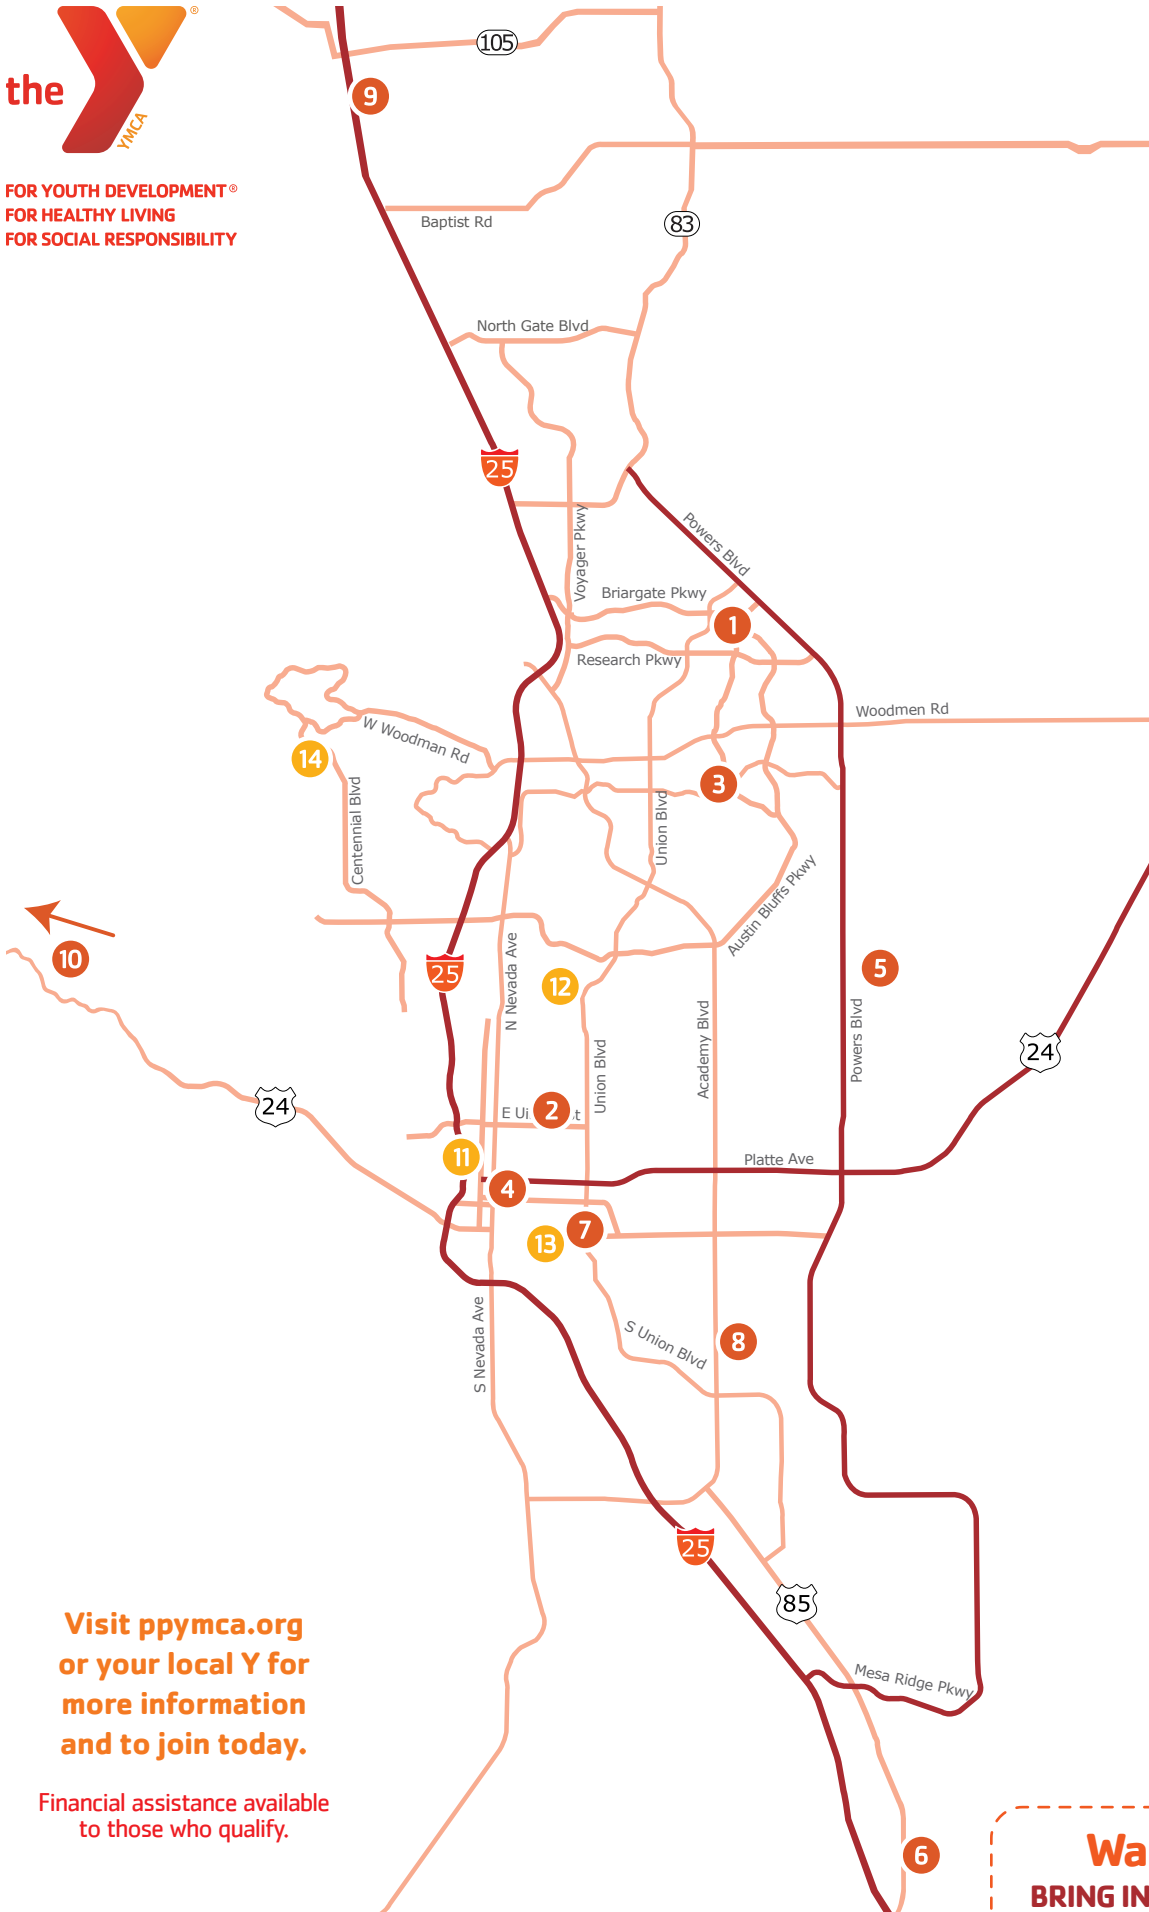 the
YMCA
®
FOR YOUTH DEVELOPMENT®
FOR HEALTHY LIVING
FOR SOCIAL RESPONSIBILITY
105
9
Baptist Rd
83
North Gate Blvd
25
Voyager Pkwy
Powers Blvd
Briargate Pkwy
1
Research Pkwy
Woodmen Rd
W Woodman Rd
14
3
Centennial Blvd
Union Blvd
Austin Bluffs Pkwy
10
25
N Nevada Ave
12
5
Academy Blvd
Powers Blvd
Union Blvd
24
24
E Ui
2
t
11
Platte Ave
4
7
13
S Nevada Ave
S Union Blvd
8
25
85
Mesa Ridge Pkwy
6
Visit ppymca.org
or your local Y for
more information
and to join today.
Financial assistance available
to those who qualify.
Wa
BRING IN